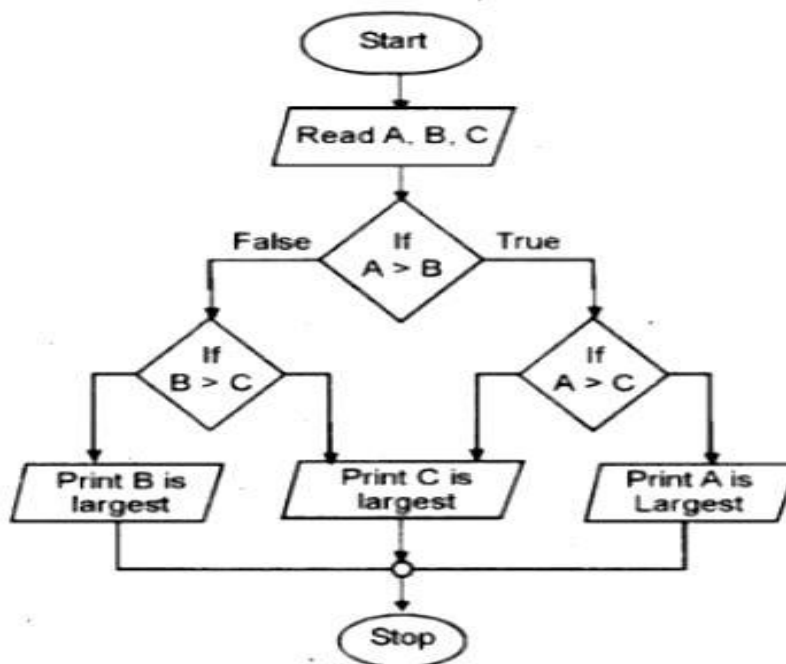 Start
Read A, B, C
False
If
A > B
True
If
B > C
If
A > C
Print B is
largest
Print C is
largest
Print A is
Largest
Stop